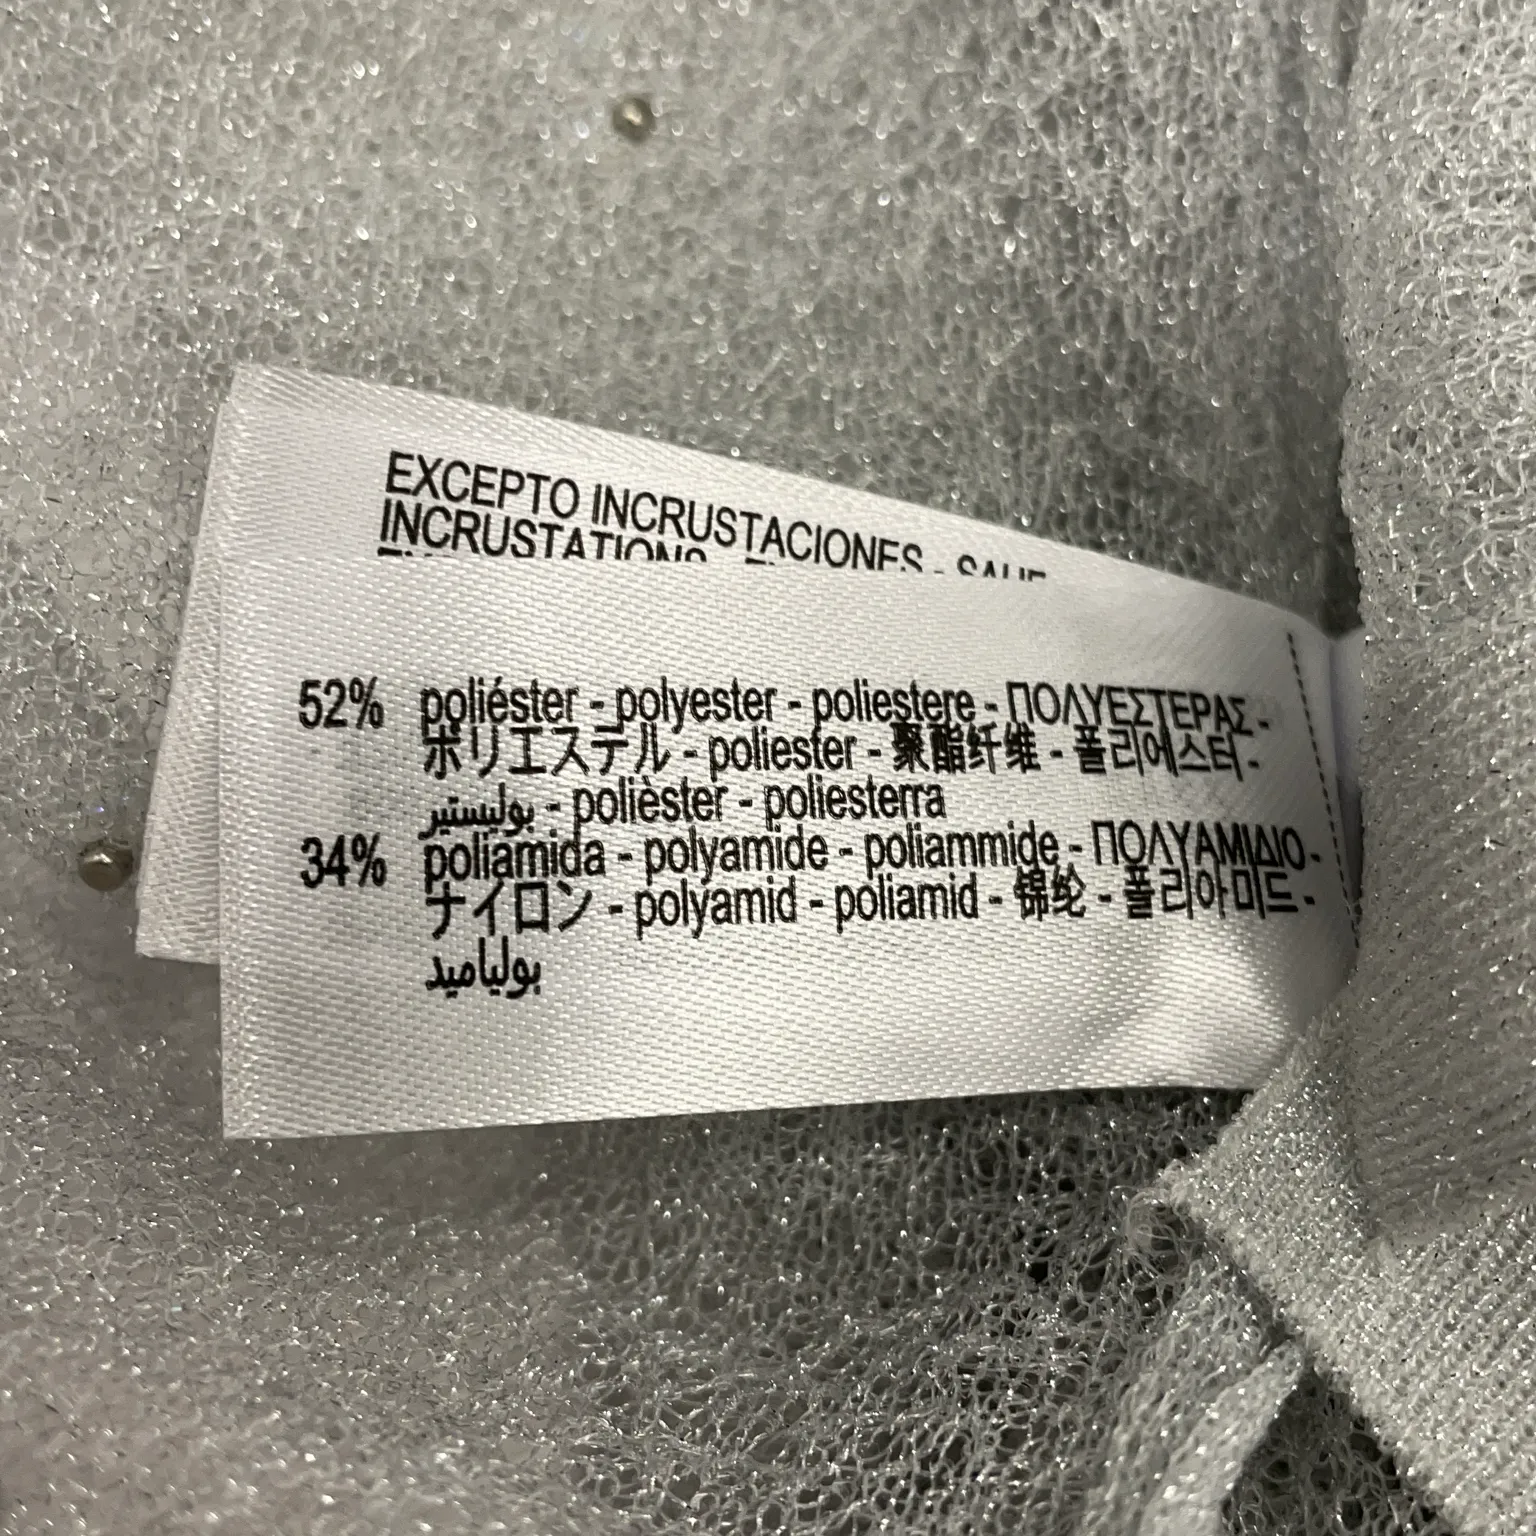 EXCEPTO INCRUSTACIONES - SAUF
INCRUSTATIONS
52% poliéster - polyester - poliestere - ΠΟΛΥΕΣΤΕΡΑΣ -
ポリエステル - poliester - 聚酯纤维 - 폴리에스터 -
بوليستير - polièster - poliesterra
34% poliamida - polyamide - poliammide - ΠΟΛΥΑΜΙΔΙΟ -
ナイロン - polyamid - poliamid - 锦纶 - 폴리아미드 -
بولياميد